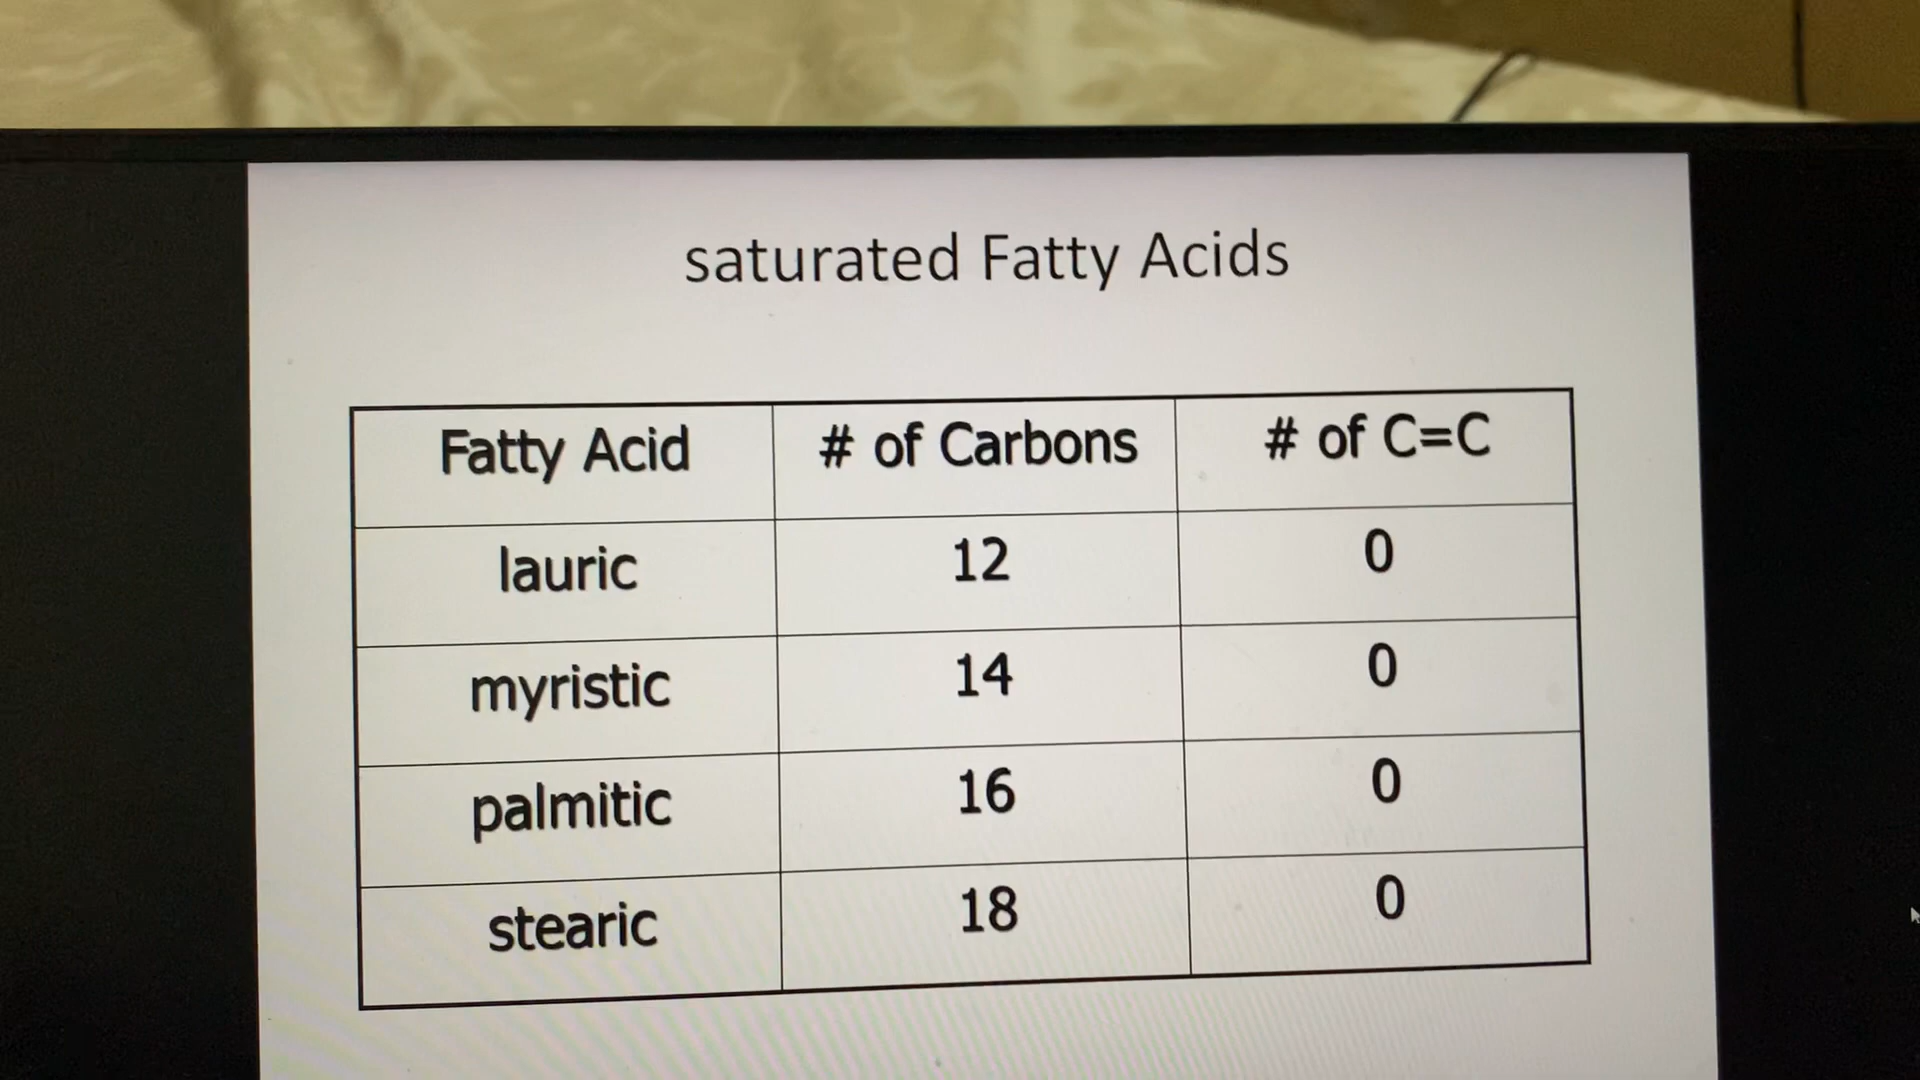 saturated Fatty Acids
Fatty Acid # of Carbons # of C=C
lauric 12 0
myristic 14 0
palmitic 16 0
stearic 18 0